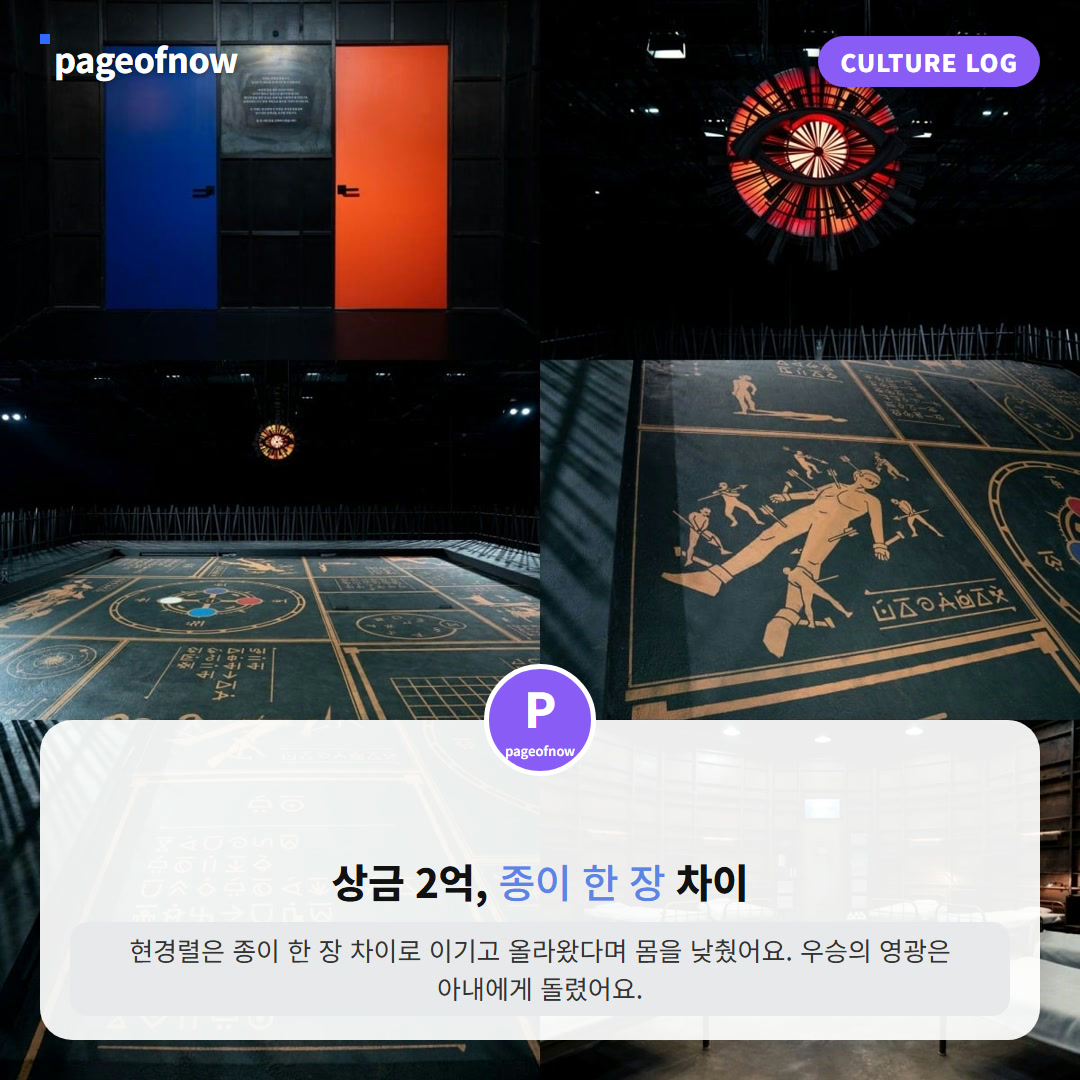 pageofnow
CULTURE LOG
P
pageofnow
상금 2억, 종이 한 장 차이
현경렬은 종이 한 장 차이로 이기고 올라왔다며 몸을 낮췄어요. 우승의 영광은
아내에게 돌렸어요.